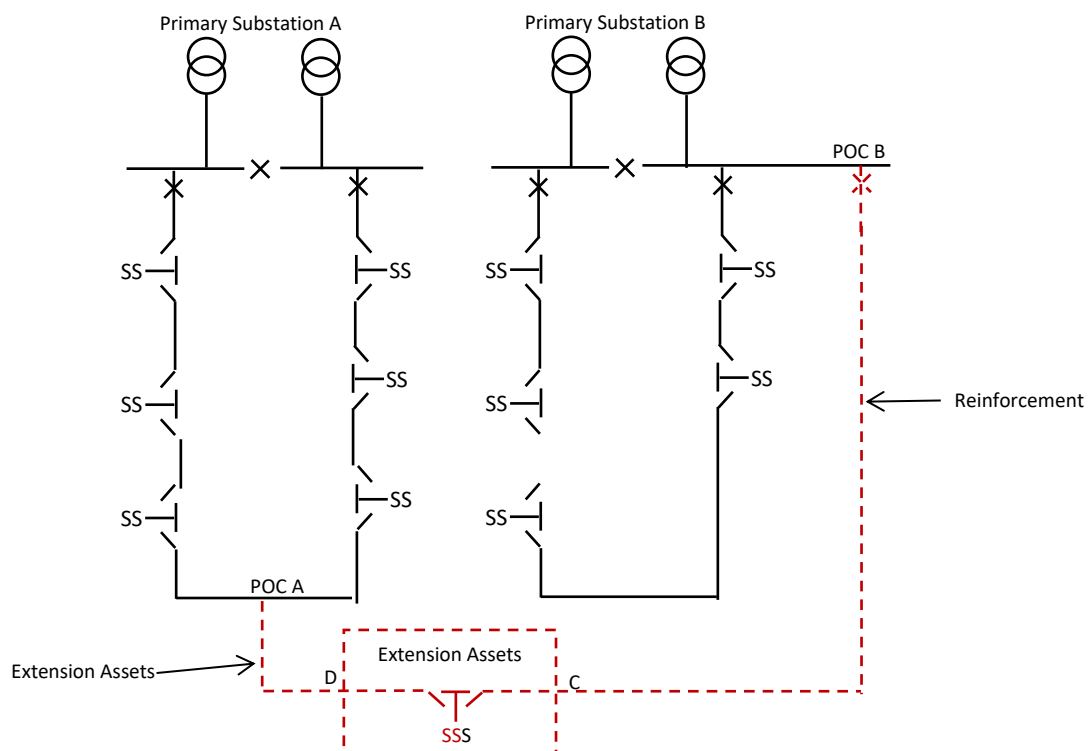 Primary Substation A
Primary Substation B
POC B
SS
SS
SS
SS
SS
SS
Reinforcement
SS
SS
SS
SS
SS
POC A
Extension Assets
Extension Assets
D
C
SSS